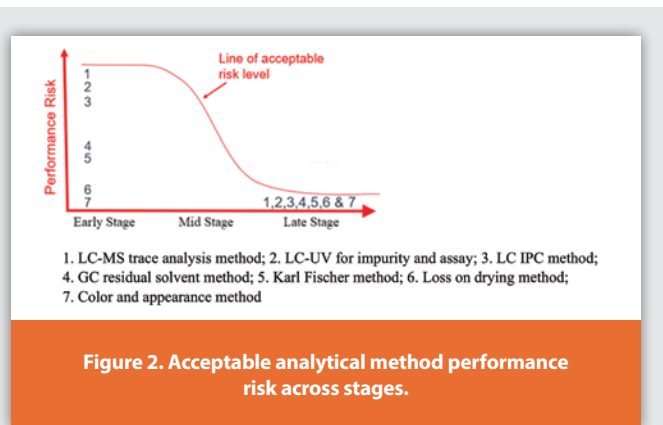 Line of acceptable
risk level
Performance Risk
1
2
3
4
5
6
7
1,2,3,4,5,6 & 7
Early Stage Mid Stage Late Stage
1. LC-MS trace analysis method; 2. LC-UV for impurity and assay; 3. LC IPC method;
4. GC residual solvent method; 5. Karl Fischer method; 6. Loss on drying method;
7. Color and appearance method
Figure 2. Acceptable analytical method performance
risk across stages.